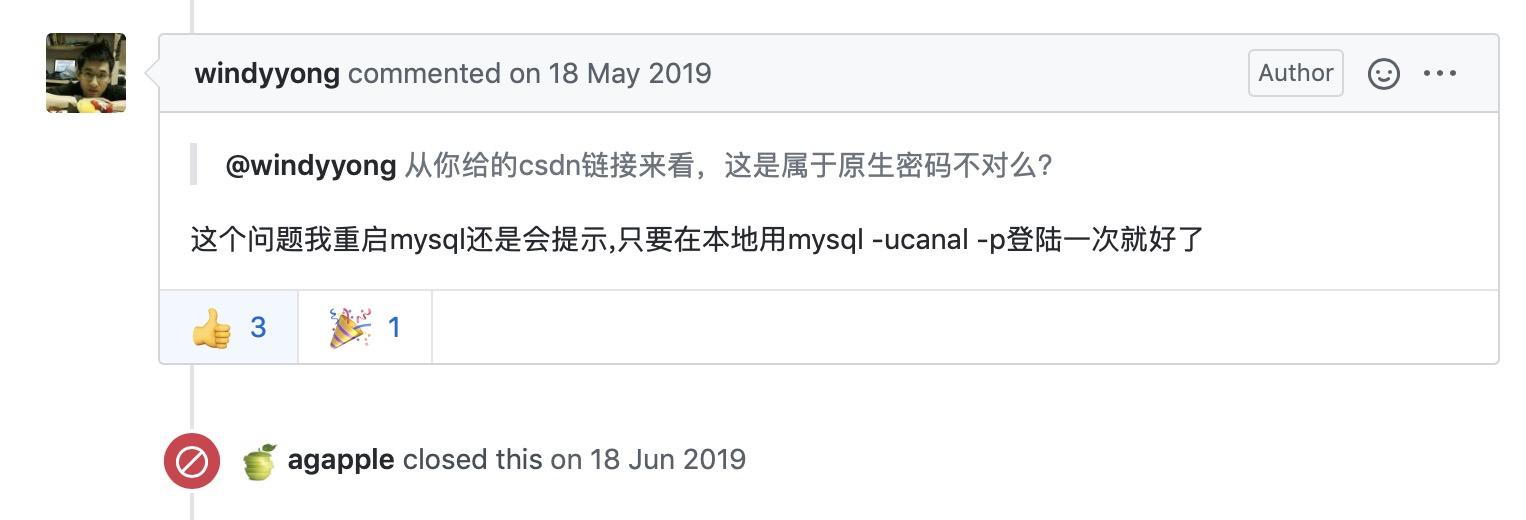 windyyong commented on 18 May 2019 Author
@windyyong 从你给的csdn链接来看，这是属于原生密码不对么?
这个问题我重启mysql还是会提示,只要在本地用mysql -ucanal -p登陆一次就好了
3 1
agapple closed this on 18 Jun 2019